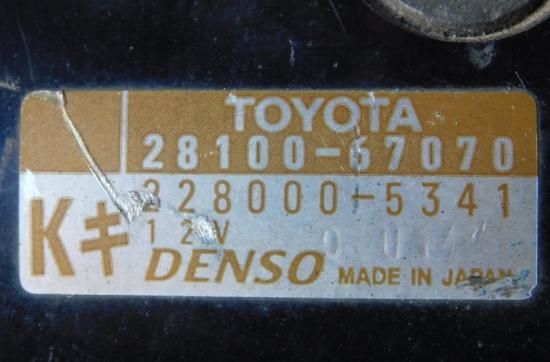 TOYOTA
28100-67070
228000-5341
12V
Kキ
DENSO MADE IN JAPAN